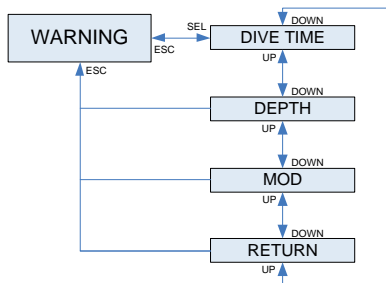 DOWN
WARNING
SEL
ESC
DIVE TIME
UP
ESC
DOWN
DEPTH
UP
DOWN
MOD
UP
DOWN
RETURN
UP